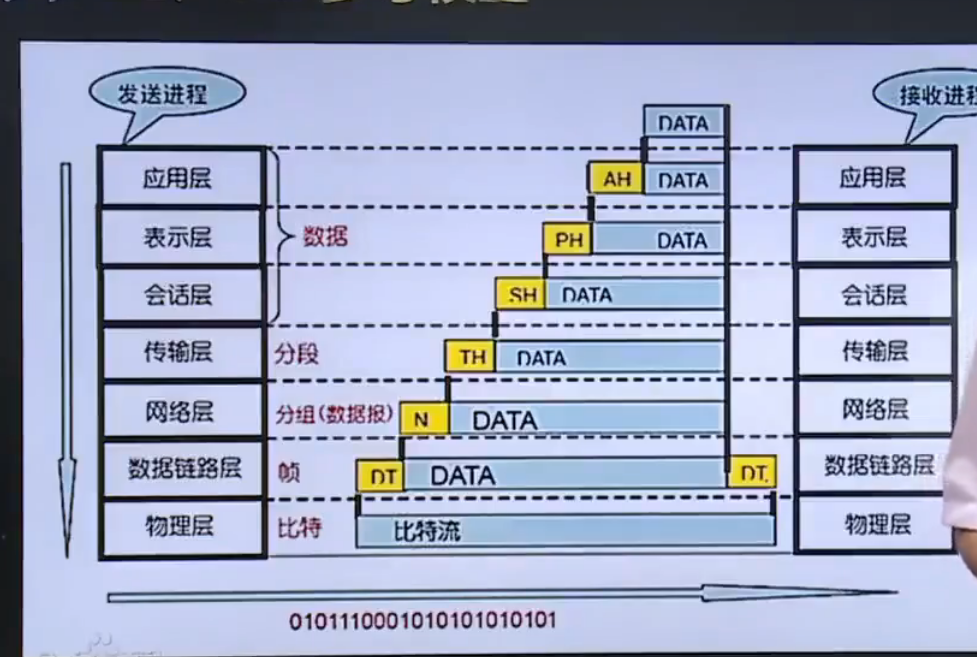 发送进程
接收进程
DATA
应用层
AH
DATA
应用层
表示层
数据
PH
DATA
表示层
会话层
SH
DATA
会话层
传输层
分段
TH
DATA
传输层
网络层
分组(数据报)
N
DATA
网络层
数据链路层
帧
DT
DATA
DT
数据链路层
物理层
比特
比特流
物理层
0101110001010101010101